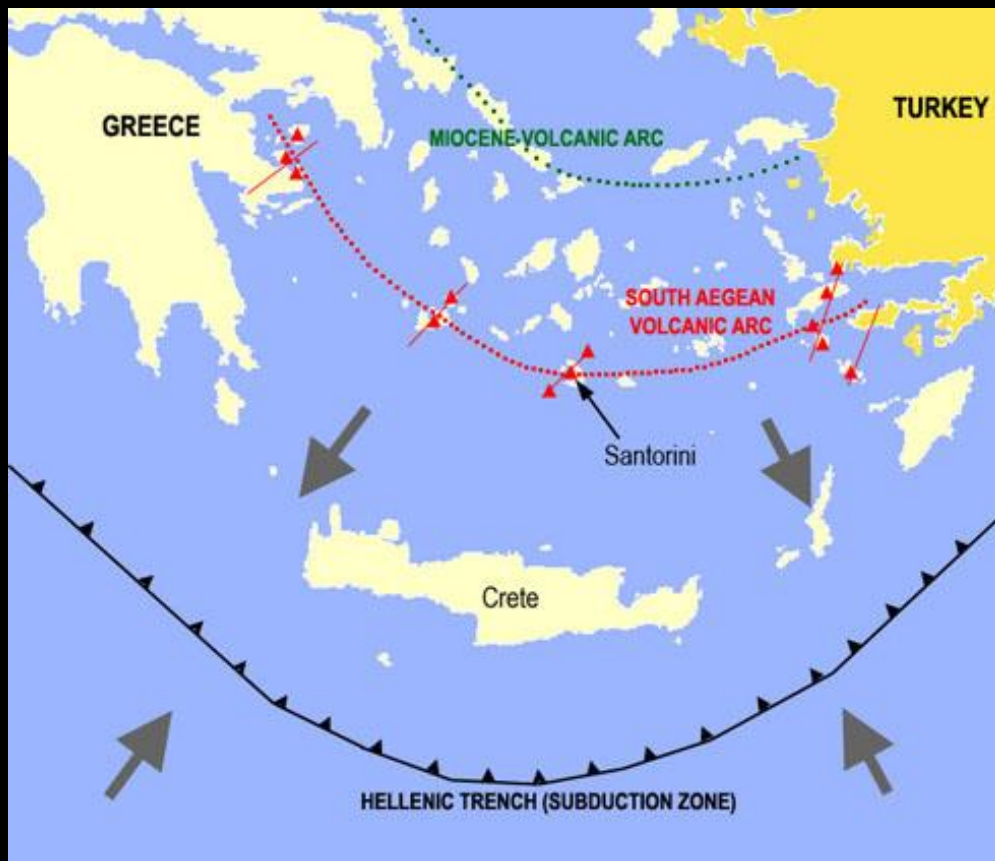 GREECE
TURKEY
MIOCENE VOLCANIC ARC
SOUTH AEGEAN
VOLCANIC ARC
Santorini
Crete
HELLENIC TRENCH (SUBDUCTION ZONE)